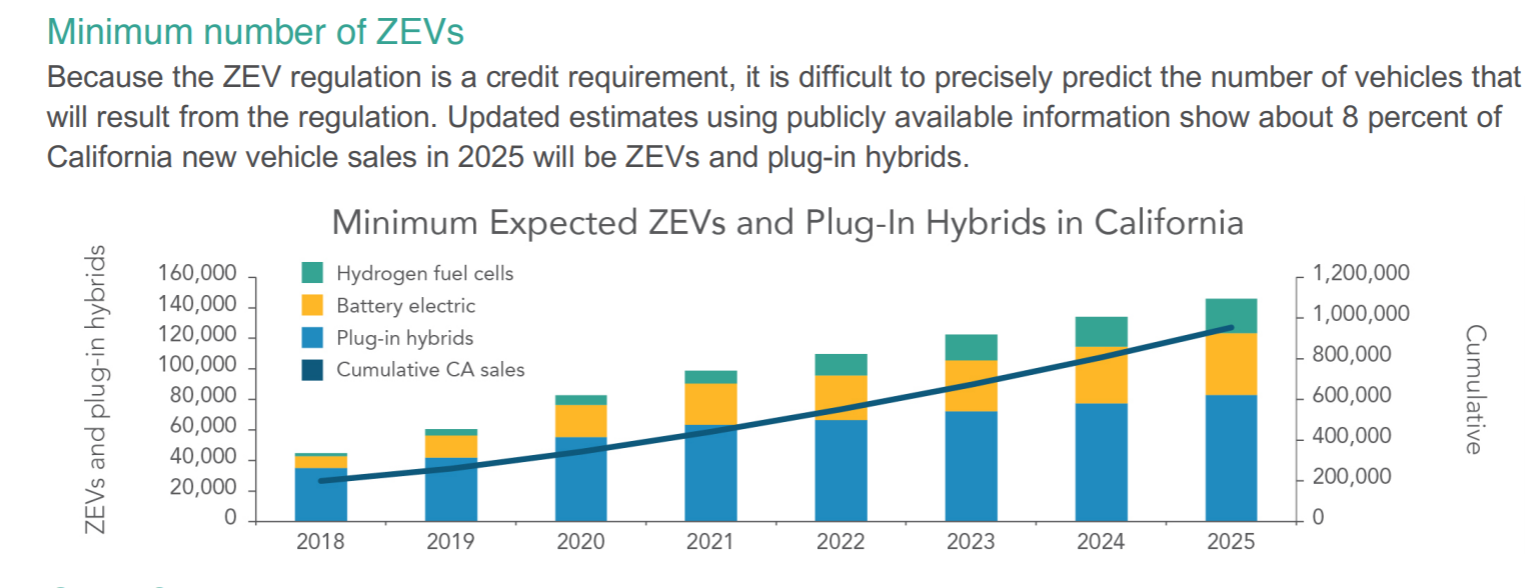 Minimum number of ZEVs
Because the ZEV regulation is a credit requirement, it is difficult to precisely predict the number of vehicles that
will result from the regulation. Updated estimates using publicly available information show about 8 percent of
California new vehicle sales in 2025 will be ZEVs and plug-in hybrids.
Minimum Expected ZEVs and Plug-In Hybrids in California
ZEVs and plug-in hybrids
160,000
140,000
120,000
100,000
80,000
60,000
40,000
20,000
0
Hydrogen fuel cells
Battery electric
Plug-in hybrids
Cumulative CA sales
1,200,000
1,000,000
800,000
600,000
400,000
200,000
0
Cumulative
2018 2019 2020 2021 2022 2023 2024 2025